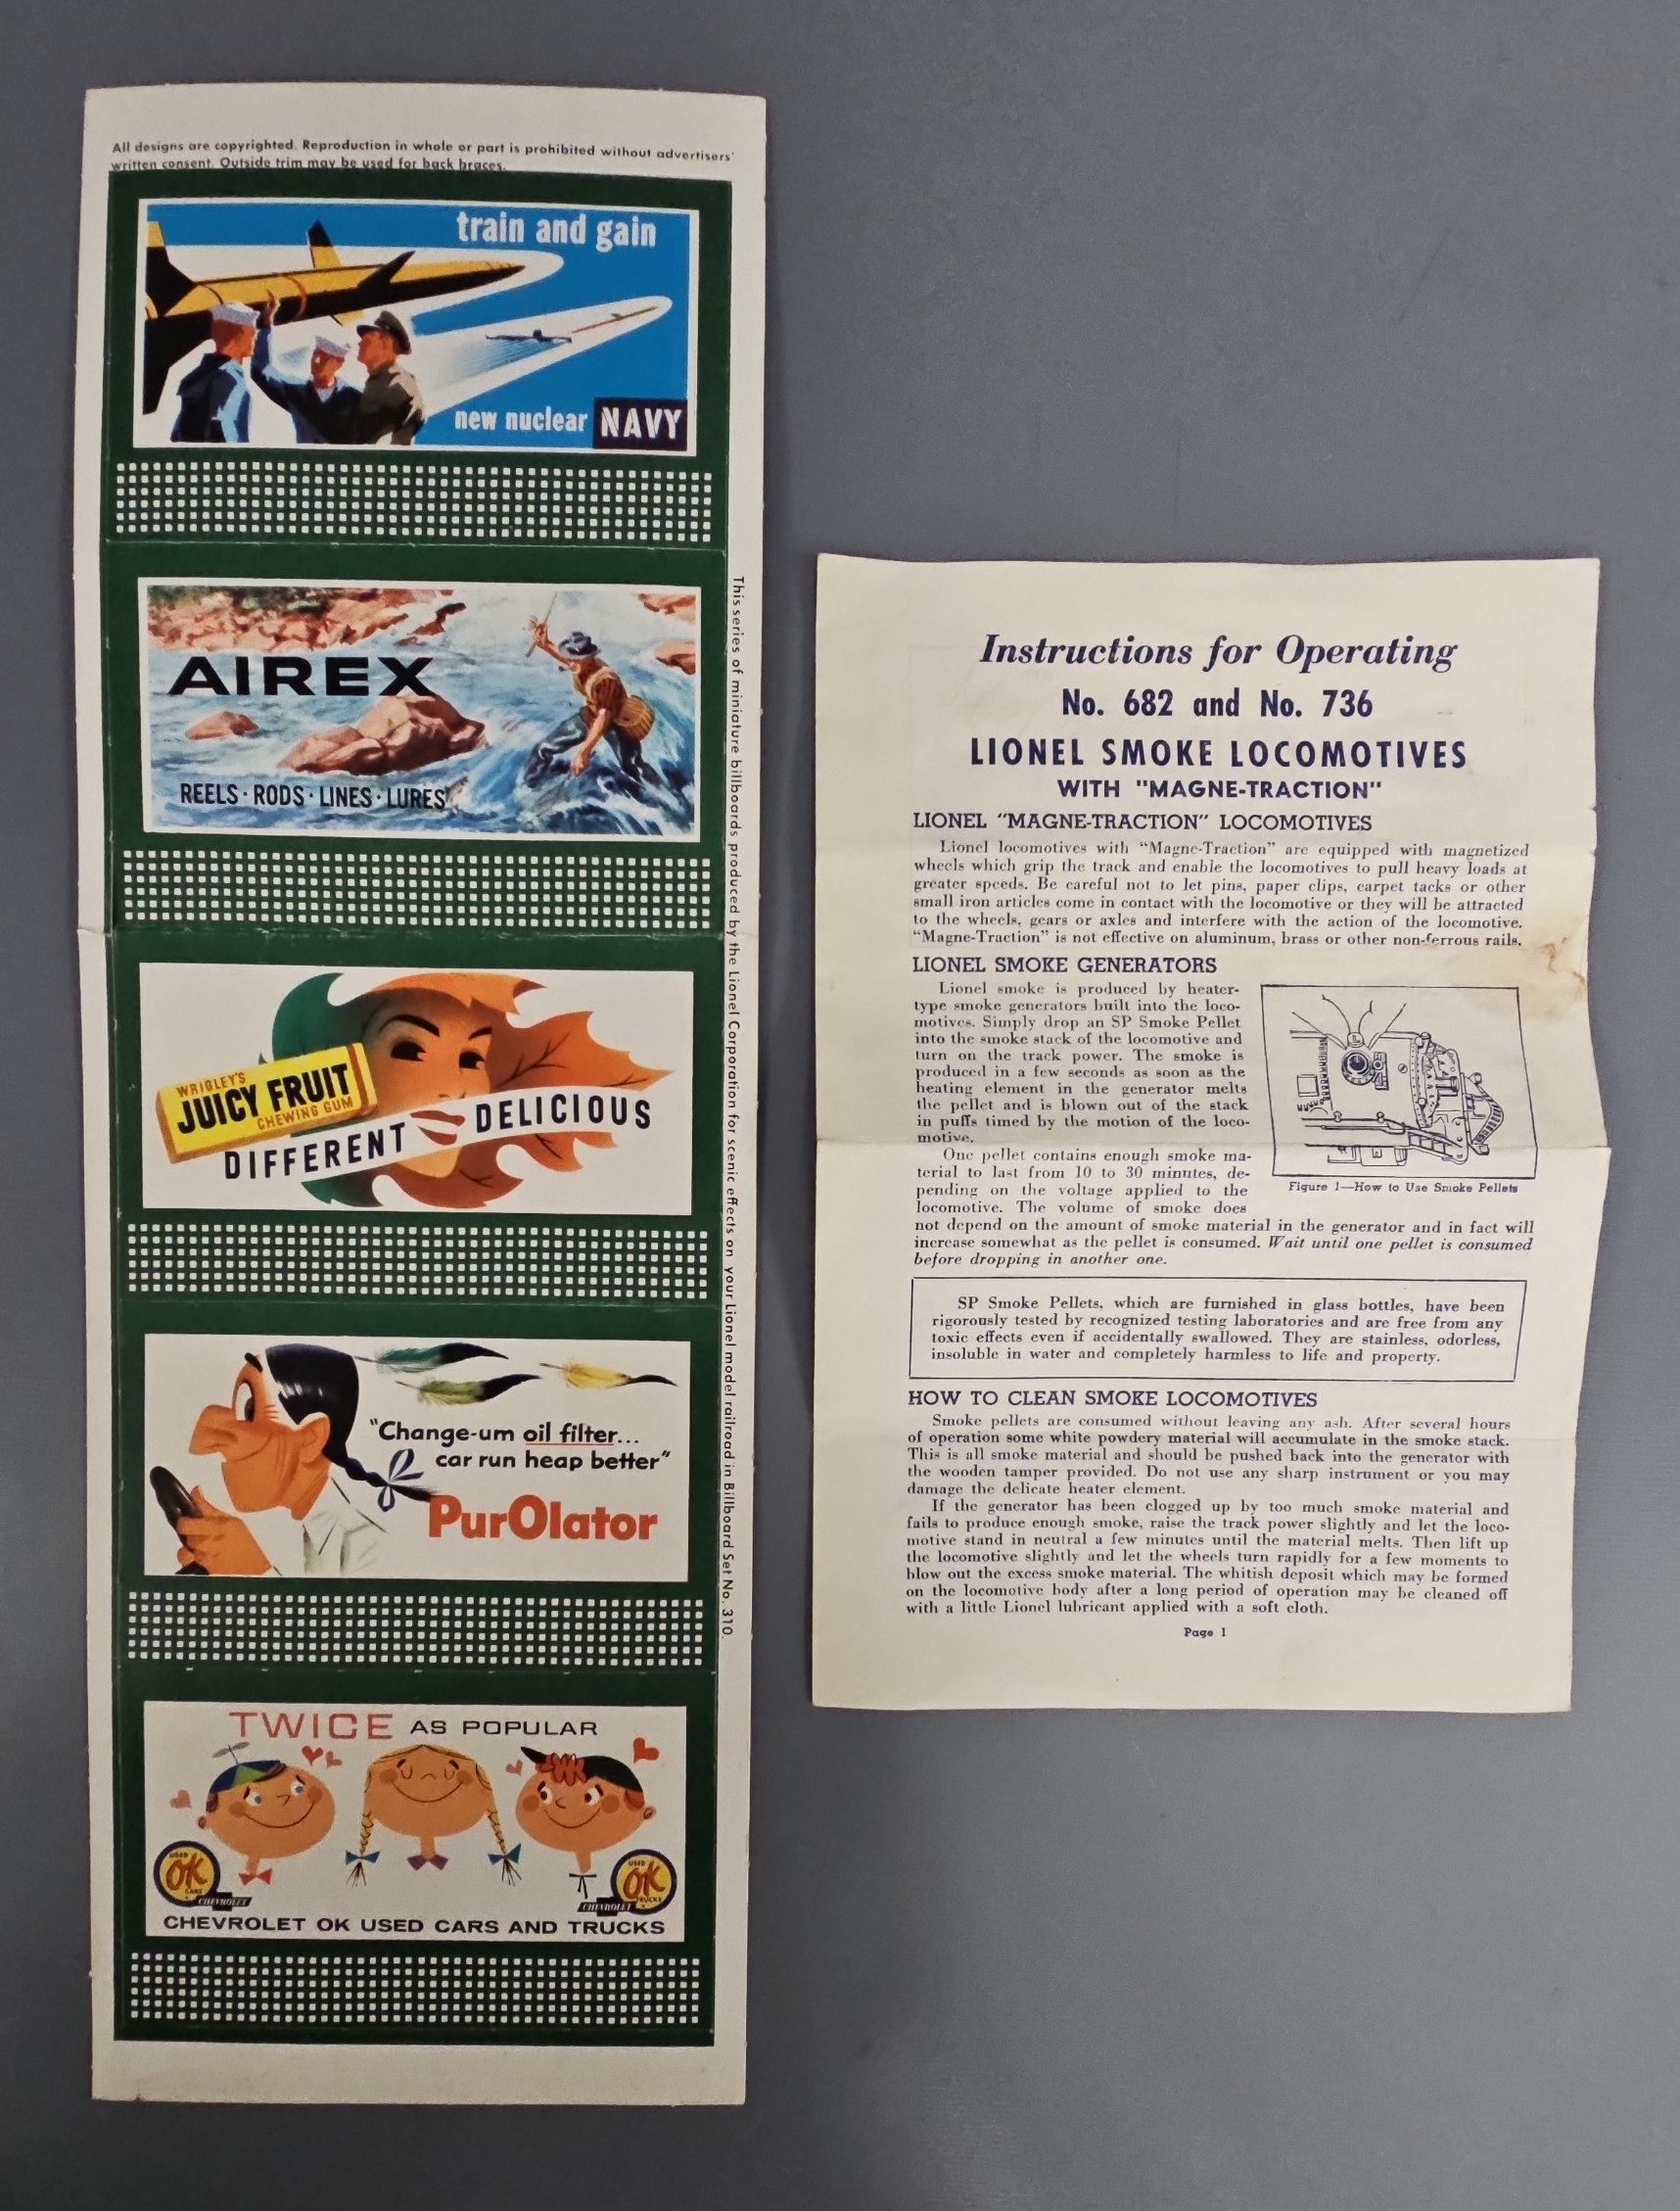 All designs are copyrighted. Reproduction in whole or part is prohibited without advertisers'
written consent. Outside trim may be used for back braces.
train and gain
new nuclear NAVY
AIREX
REELS · RODS · LINES · LURES
WRIGLEY'S
JUICY FRUIT
CHEWING GUM
DIFFERENT DELICIOUS
"Change-um oil filter...
car run heap better"
PurOlator
TWICE AS POPULAR
USED
OK
CARS
CHEVROLET
USED
OK
TRUCKS
CHEVROLET
CHEVROLET OK USED CARS AND TRUCKS
This series of miniature billboards produced by the Lionel Corporation for scenic effects on your Lionel model railroad in Billboard Set No. 310.
Instructions for Operating
No. 682 and No. 736
LIONEL SMOKE LOCOMOTIVES
WITH "MAGNE-TRACTION"
LIONEL "MAGNE-TRACTION" LOCOMOTIVES
Lionel locomotives with "Magne-Traction" are equipped with magnetized
wheels which grip the track and enable the locomotives to pull heavy loads at
greater speeds. Be careful not to let pins, paper clips, carpet tacks or other
small iron articles come in contact with the locomotive or they will be attracted
to the wheels, gears or axles and interfere with the action of the locomotive.
"Magne-Traction" is not effective on aluminum, brass or other non-ferrous rails.
LIONEL SMOKE GENERATORS
Lionel smoke is produced by heater-
type smoke generators built into the loco-
motives. Simply drop an SP Smoke Pellet
into the smoke stack of the locomotive and
turn on the track power. The smoke is
produced in a few seconds as soon as the
heating element in the generator melts
the pellet and is blown out of the stack
in puffs timed by the motion of the loco-
motive.
One pellet contains enough smoke ma-
terial to last from 10 to 30 minutes, de-
pending on the voltage applied to the
locomotive. The volume of smoke does
not depend on the amount of smoke material in the generator and in fact will
increase somewhat as the pellet is consumed. Wait until one pellet is consumed
before dropping in another one.
Figure 1—How to Use Smoke Pellets
SP Smoke Pellets, which are furnished in glass bottles, have been
rigorously tested by recognized testing laboratories and are free from any
toxic effects even if accidentally swallowed. They are stainless, odorless,
insoluble in water and completely harmless to life and property.
HOW TO CLEAN SMOKE LOCOMOTIVES
Smoke pellets are consumed without leaving any ash. After several hours
of operation some white powdery material will accumulate in the smoke stack.
This is all smoke material and should be pushed back into the generator with
the wooden tamper provided. Do not use any sharp instrument or you may
damage the delicate heater element.
If the generator has been clogged up by too much smoke material and
fails to produce enough smoke, raise the track power slightly and let the loco-
motive stand in neutral a few minutes until the material melts. Then lift up
the locomotive slightly and let the wheels turn rapidly for a few moments to
blow out the excess smoke material. The whitish deposit which may be formed
on the locomotive body after a long period of operation may be cleaned off
with a little Lionel lubricant applied with a soft cloth.
Page 1